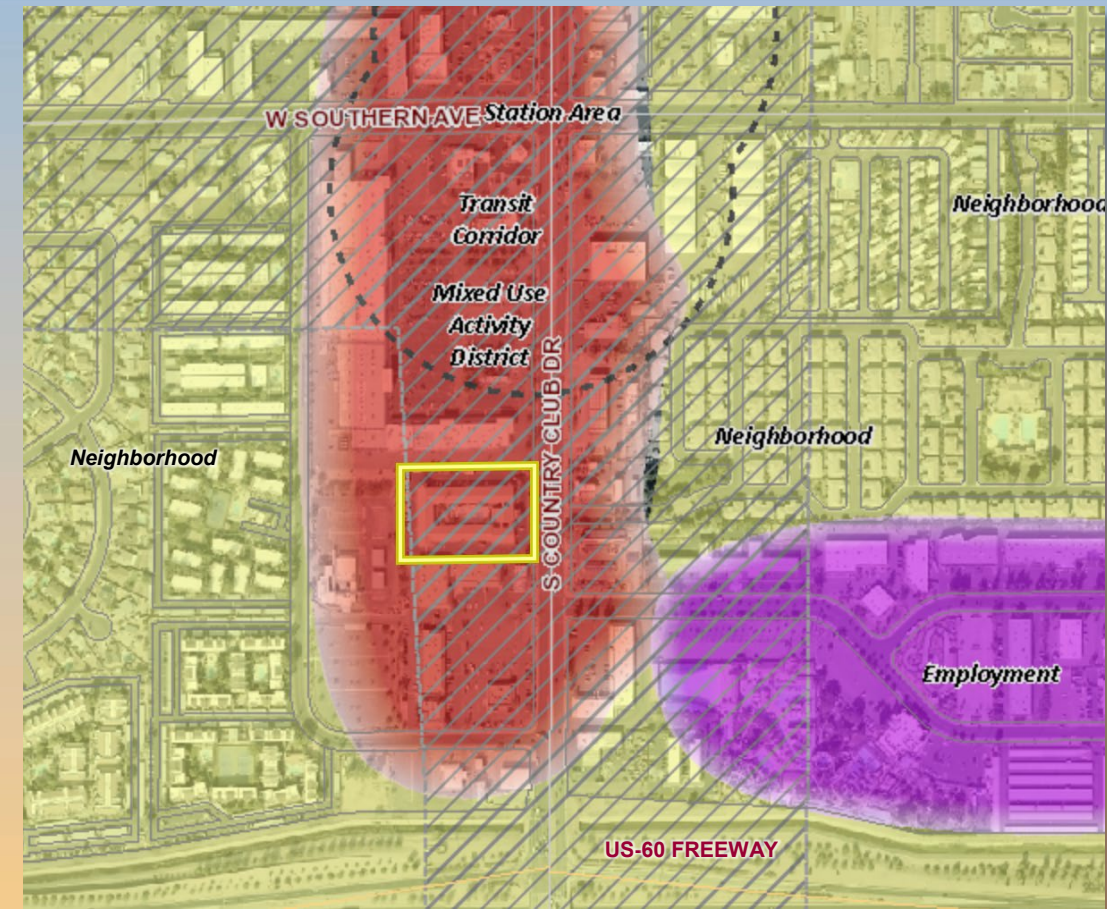 W SOUTHERN AVE
Station Area
Transit
Corridor
Neighborhood
Mixed Use
Activity
District
S COUNTRY CLUB DR
Neighborhood
Neighborhood
Employment
US-60 FREEWAY